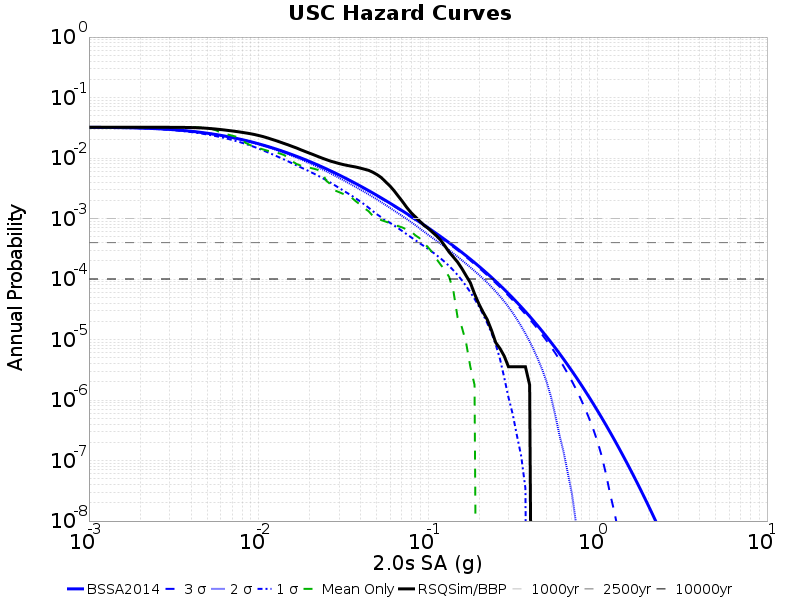 USC Hazard Curves
10^0
10^-1
10^-2
10^-3
10^-4
10^-5
10^-6
10^-7
10^-8
Annual Probability
10^-3 10^-2 10^-1 10^0 10^1
2.0s SA (g)
BSSA2014 3 σ 2 σ 1 σ Mean Only RSQSim/BBP 1000yr 2500yr 10000yr